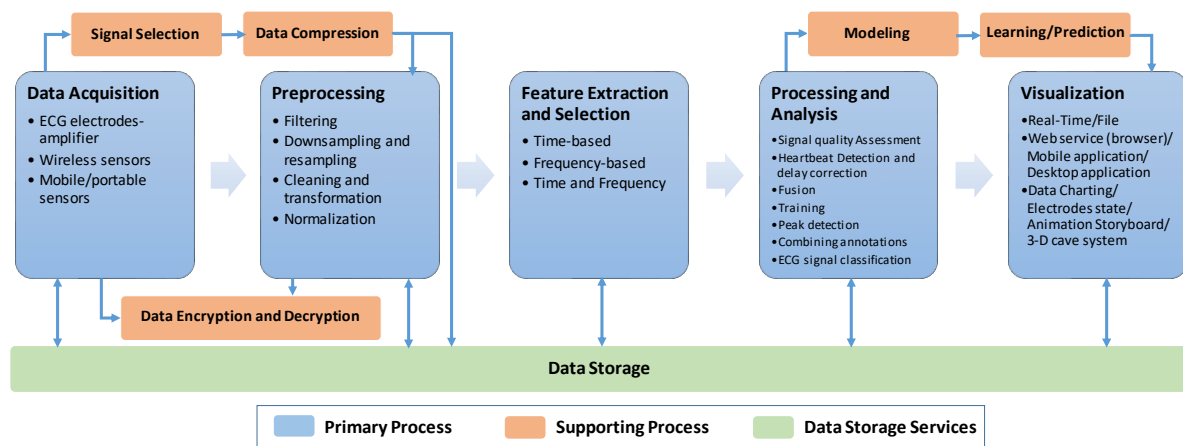 Signal Selection
Data Compression
Modeling
Learning/Prediction
Data Acquisition
• ECG electrodes-
amplifier
• Wireless sensors
• Mobile/portable
sensors
Preprocessing
• Filtering
• Downsampling and
resampling
• Cleaning and
transformation
• Normalization
Feature Extraction
and Selection
• Time-based
• Frequency-based
• Time and Frequency
Processing and
Analysis
•Signal quality Assessment
•Heartbeat Detection and
delay correction
•Fusion
•Training
•Peak detection
•Combining annotations
•ECG signal classification
Visualization
•Real-Time/File
•Web service (browser)/
Mobile application/
Desktop application
•Data Charting/
Electrodes state/
Animation Storyboard/
3-D cave system
Data Encryption and Decryption
Data Storage
Primary Process
Supporting Process
Data Storage Services